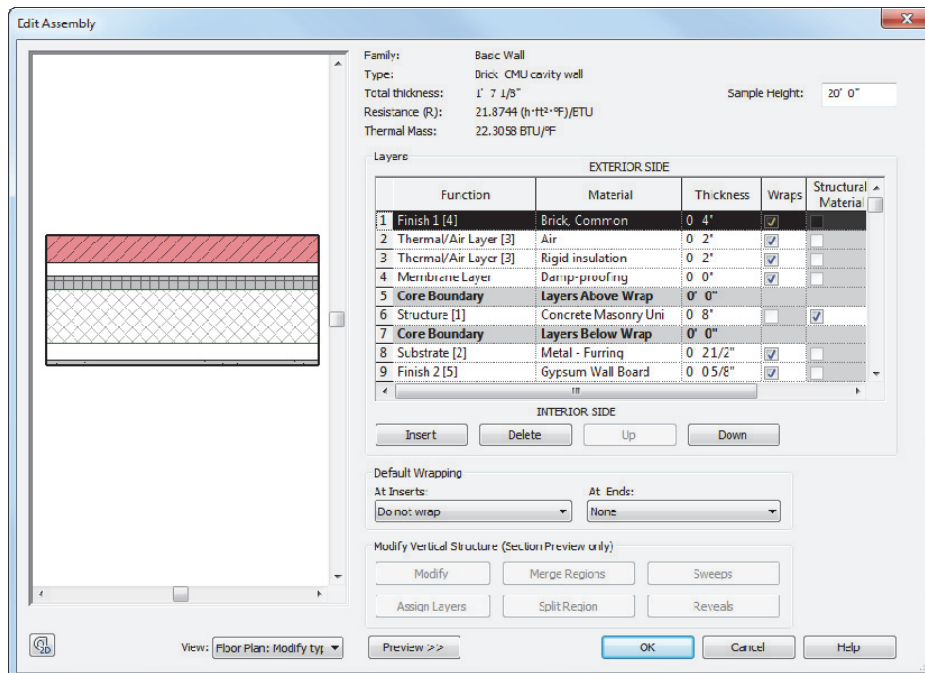 Edit Assembly
Family: Basic Wall
Type: Brick CMU cavity wall
Total thickness: 1' 7 1/8"
Sample Height: 20' 0"
Resistance (R): 21.8744 (h·ft²·°F)/BTU
Thermal Mass: 22.3058 BTU/°F
Layers
EXTERIOR SIDE
Function Material Thickness Wraps Structural Material
1 Finish 1 [4] Brick, Common 0 4"
2 Thermal/Air Layer [3] Air 0 2"
3 Thermal/Air Layer [3] Rigid insulation 0 2"
4 Membrane Layer Damp-proofing 0 0"
5 Core Boundary Layers Above Wrap 0' 0"
6 Structure [1] Concrete Masonry Uni 0 8"
7 Core Boundary Layers Below Wrap 0' 0"
8 Substrate [2] Metal - Furring 0 2 1/2"
9 Finish 2 [5] Gypsum Wall Board 0 0 5/8"
INTERIOR SIDE
Insert Delete Up Down
Default Wrapping
At Inserts: At Ends:
Do not wrap None
Modify Vertical Structure (Section Preview only)
Modify Merge Regions Sweeps
Assign Layers Split Region Reveals
2D View: Floor Plan: Modify typ Preview >> OK Cancel Help